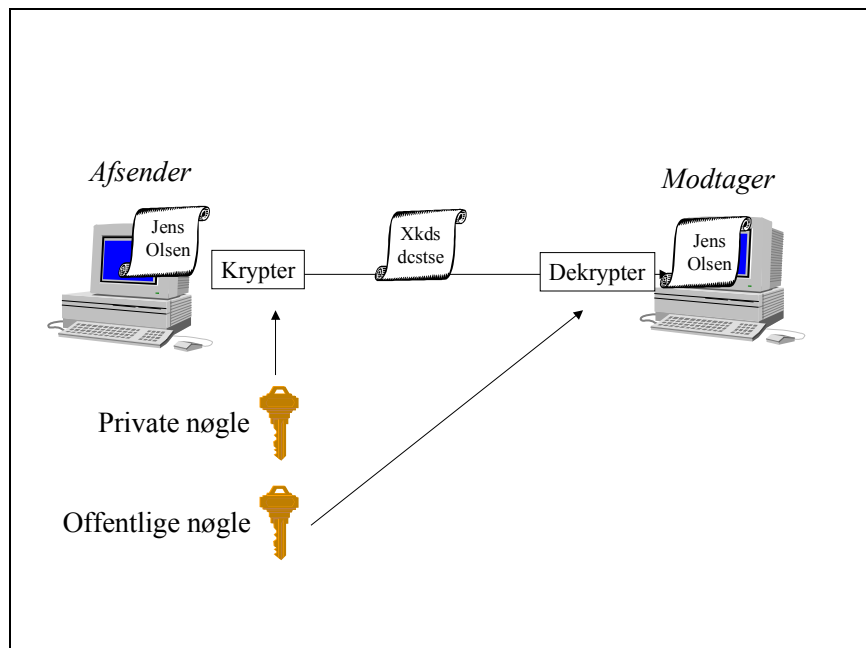 Afsender
Modtager
Jens
Olsen
Krypter
Xkds
dcstse
Dekrypter
Jens
Olsen
Private nøgle
Offentlige nøgle